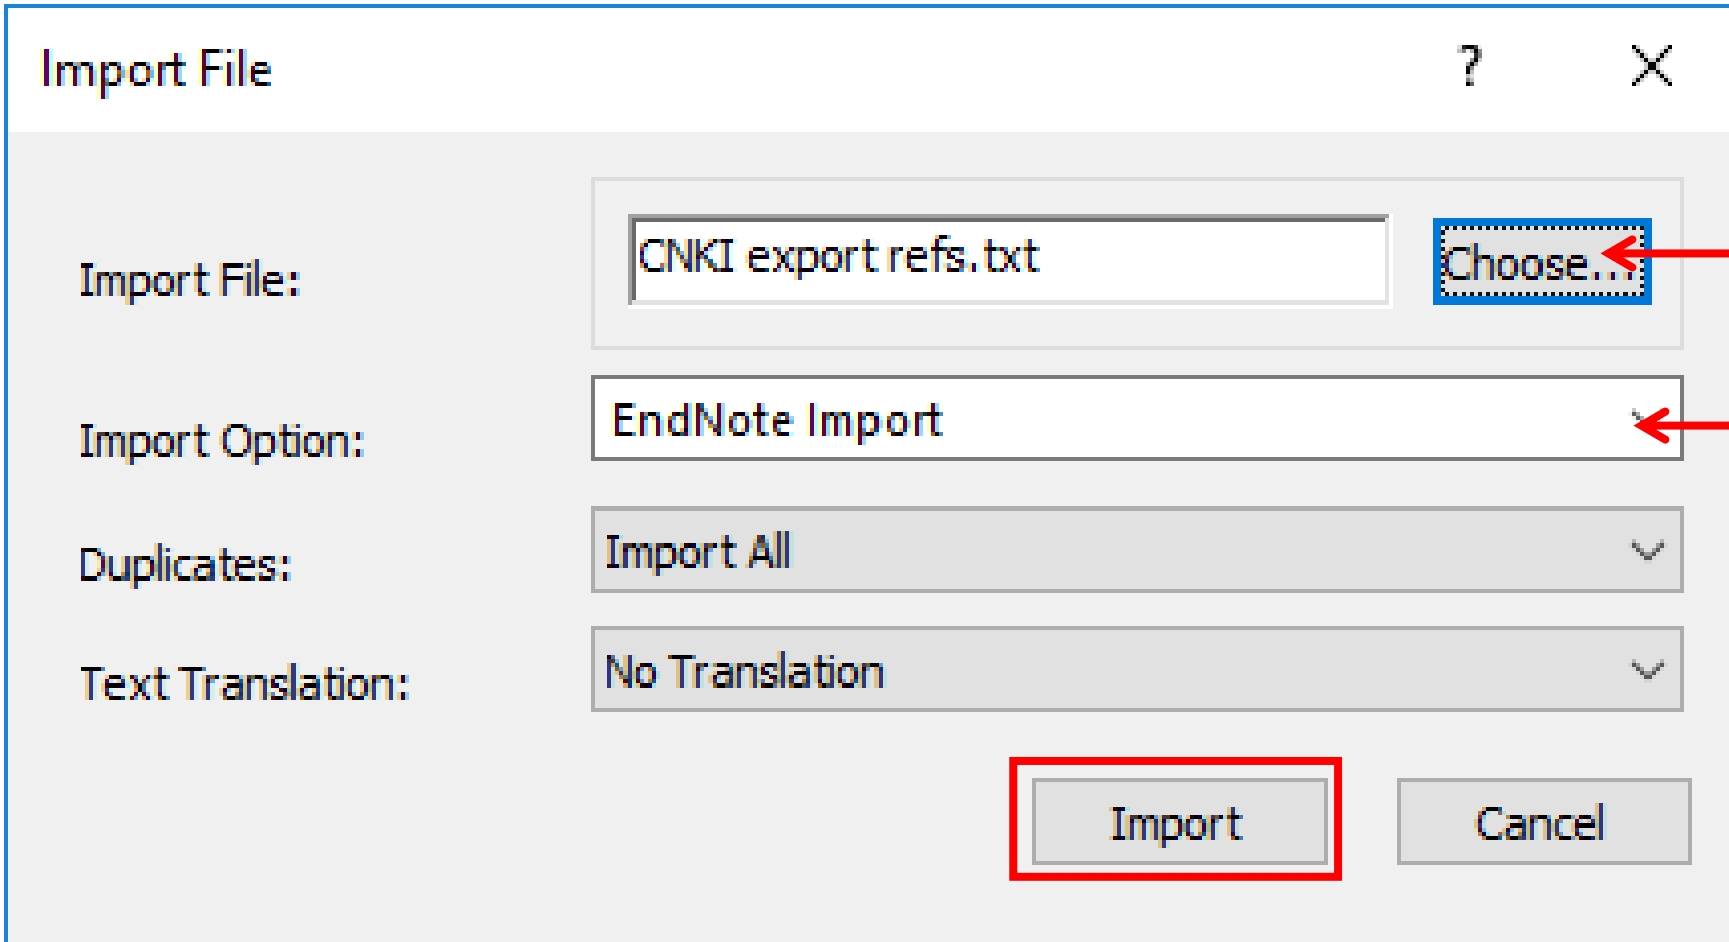 Import File
?
Import File:
CNKI export refs.txt
Choose...
Import Option:
EndNote Import
Duplicates:
Import All
Text Translation:
No Translation
Import
Cancel